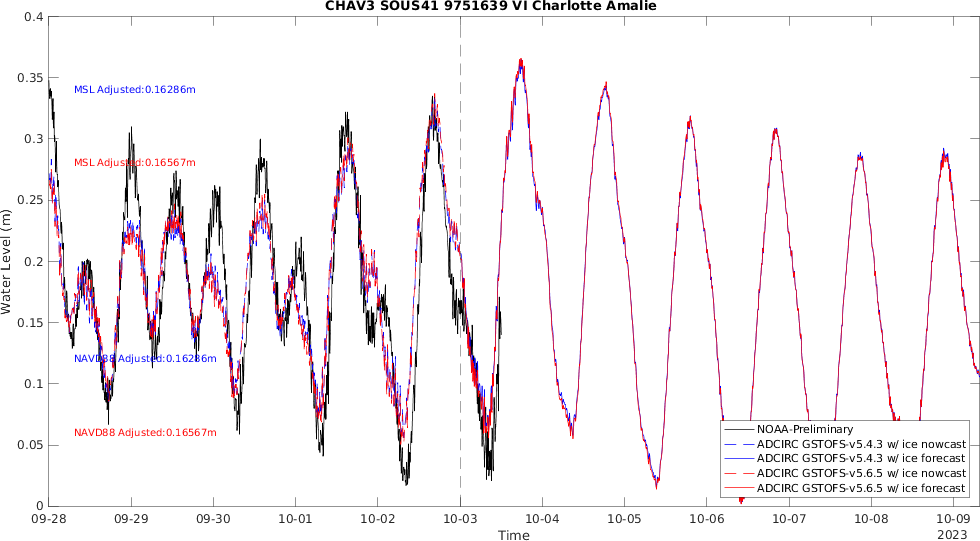 CHAV3 SOUS41 9751639 VI Charlotte Amalie
0.4
0.35
0.3
0.25
0.2
0.15
0.1
0.05
0
Water Level (m)
MSL Adjusted:0.16286m
MSL Adjusted:0.16567m
NAVD88 Adjusted:0.16286m
NAVD88 Adjusted:0.16567m
NOAA-Preliminary
ADCIRC GSTOFS-v5.4.3 w/ ice nowcast
ADCIRC GSTOFS-v5.4.3 w/ ice forecast
ADCIRC GSTOFS-v5.6.5 w/ ice nowcast
ADCIRC GSTOFS-v5.6.5 w/ ice forecast
09-28 09-29 09-30 10-01 10-02 10-03 10-04 10-05 10-06 10-07 10-08 10-09
Time
2023